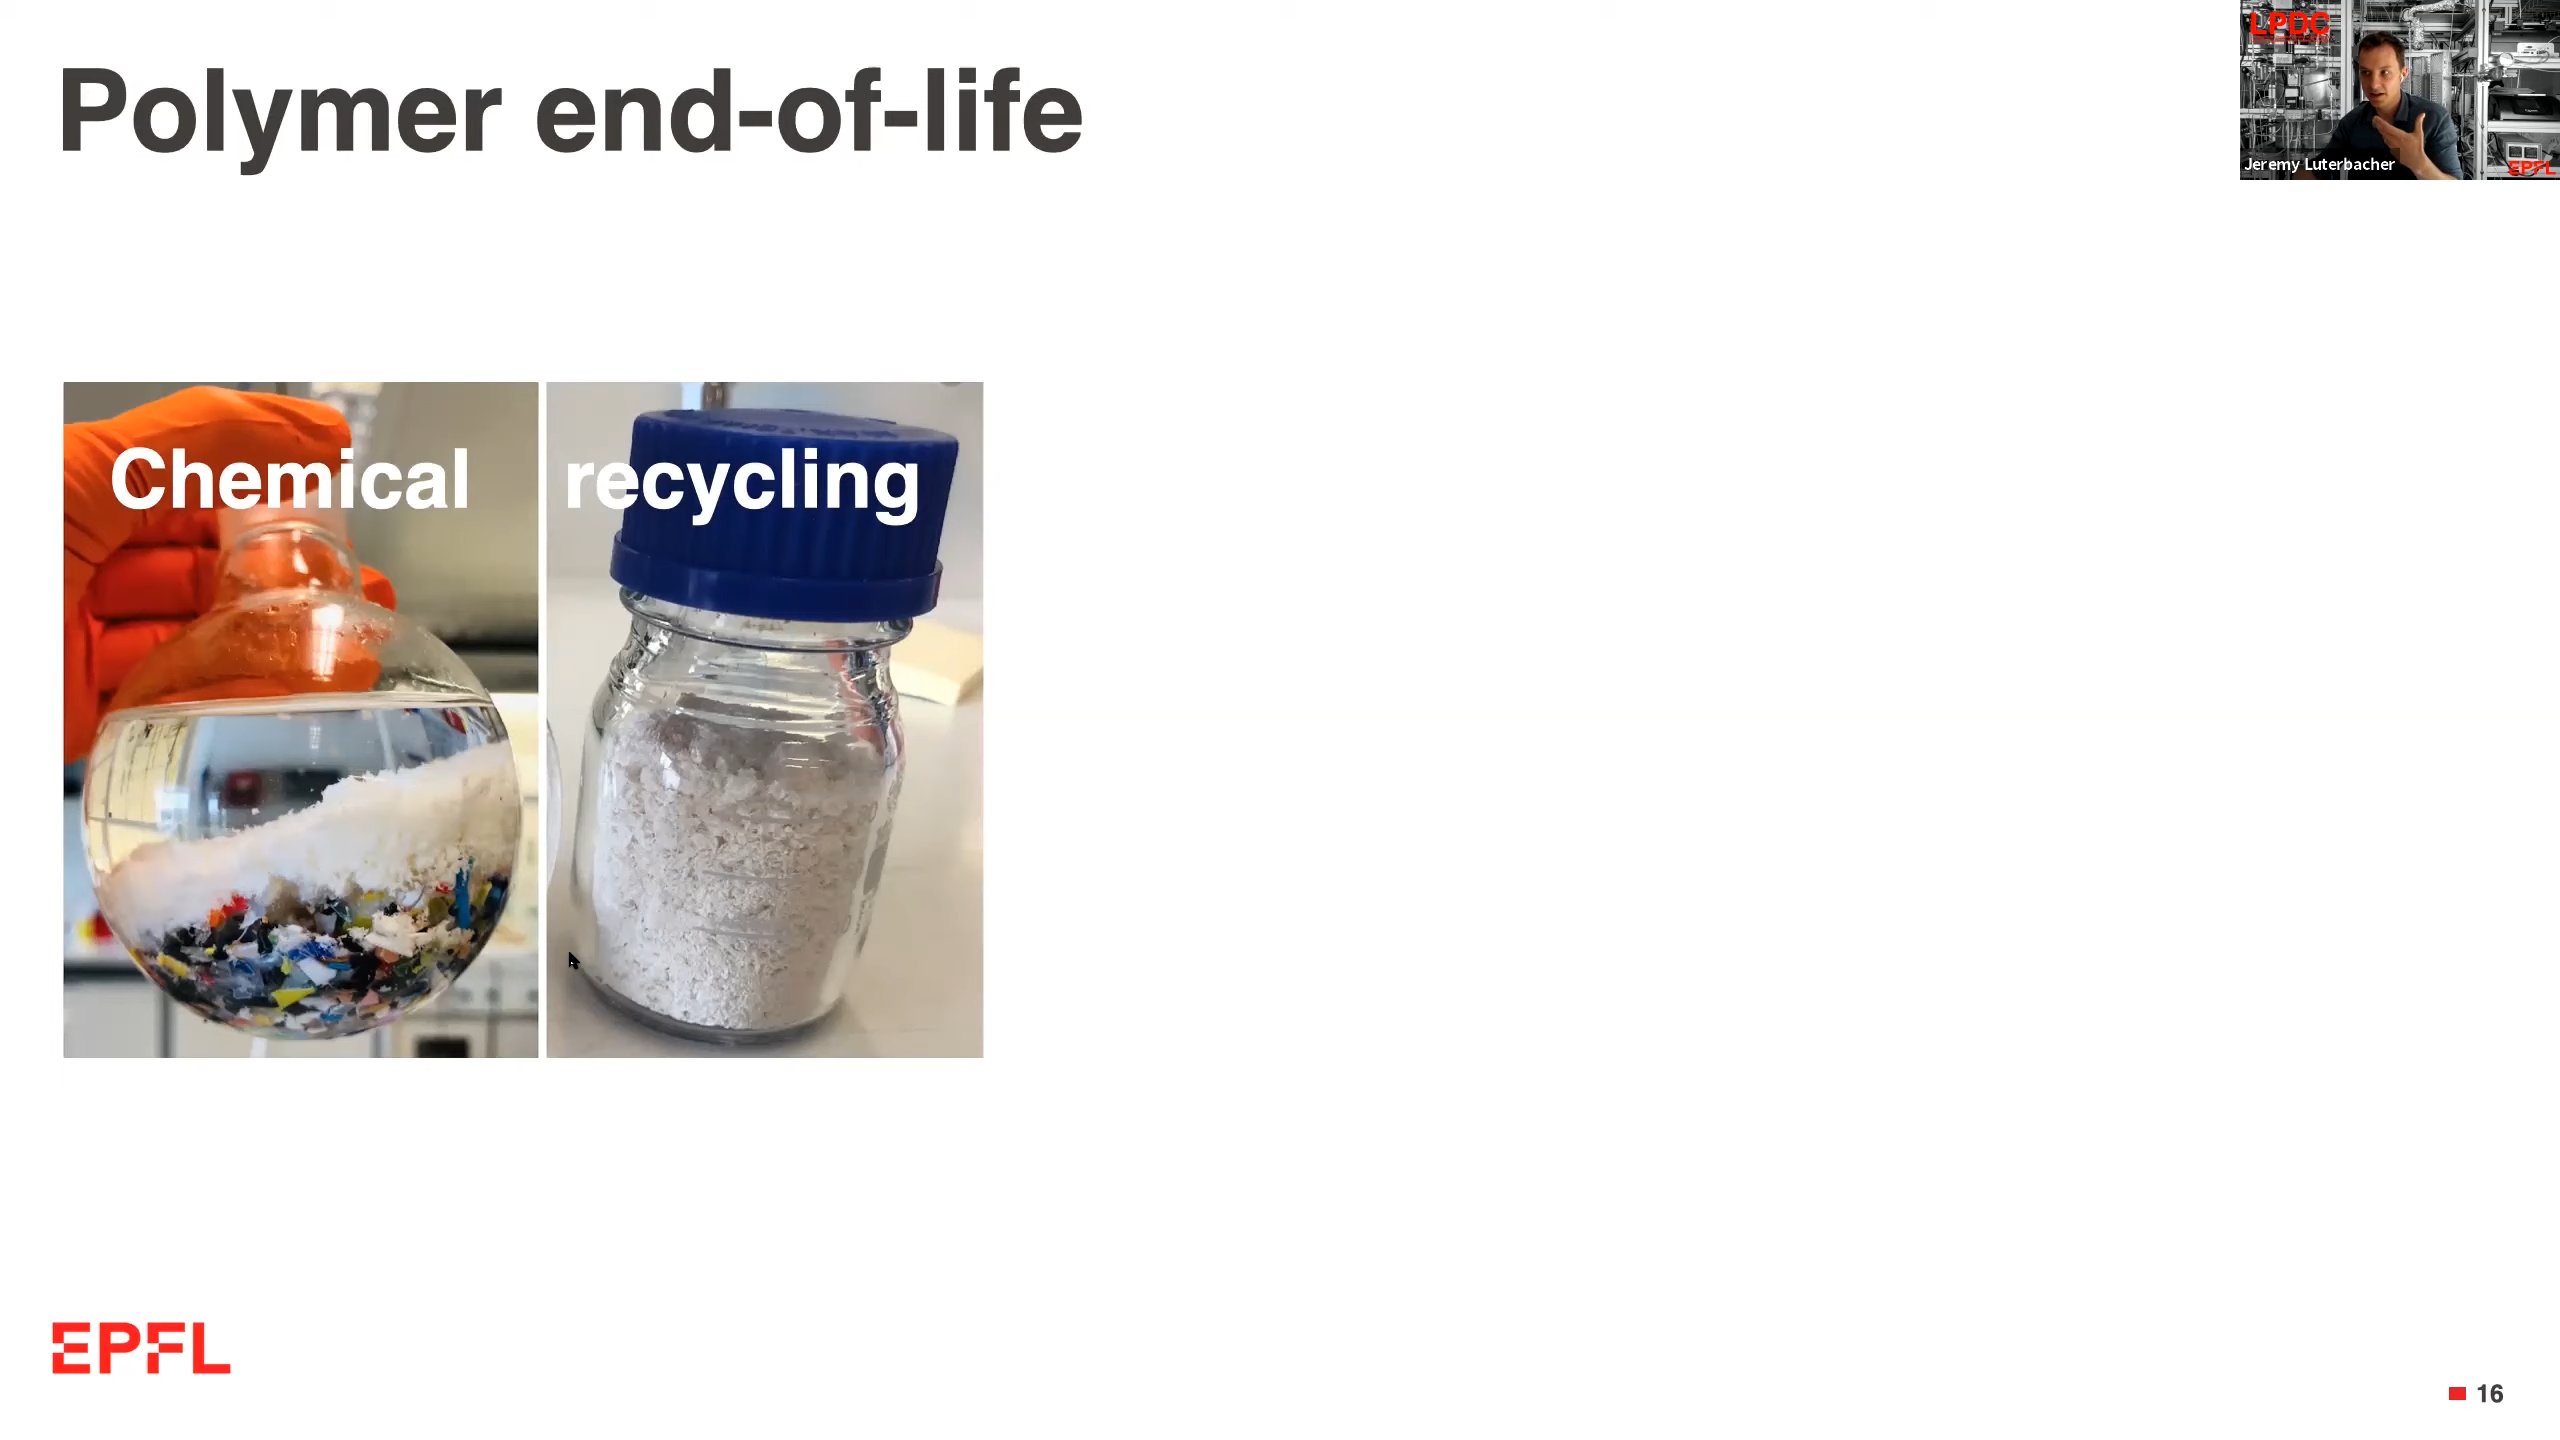 Polymer end-of-life
LPDC
Jeremy Luterbacher
EPFL
Chemical recycling
EPFL
16